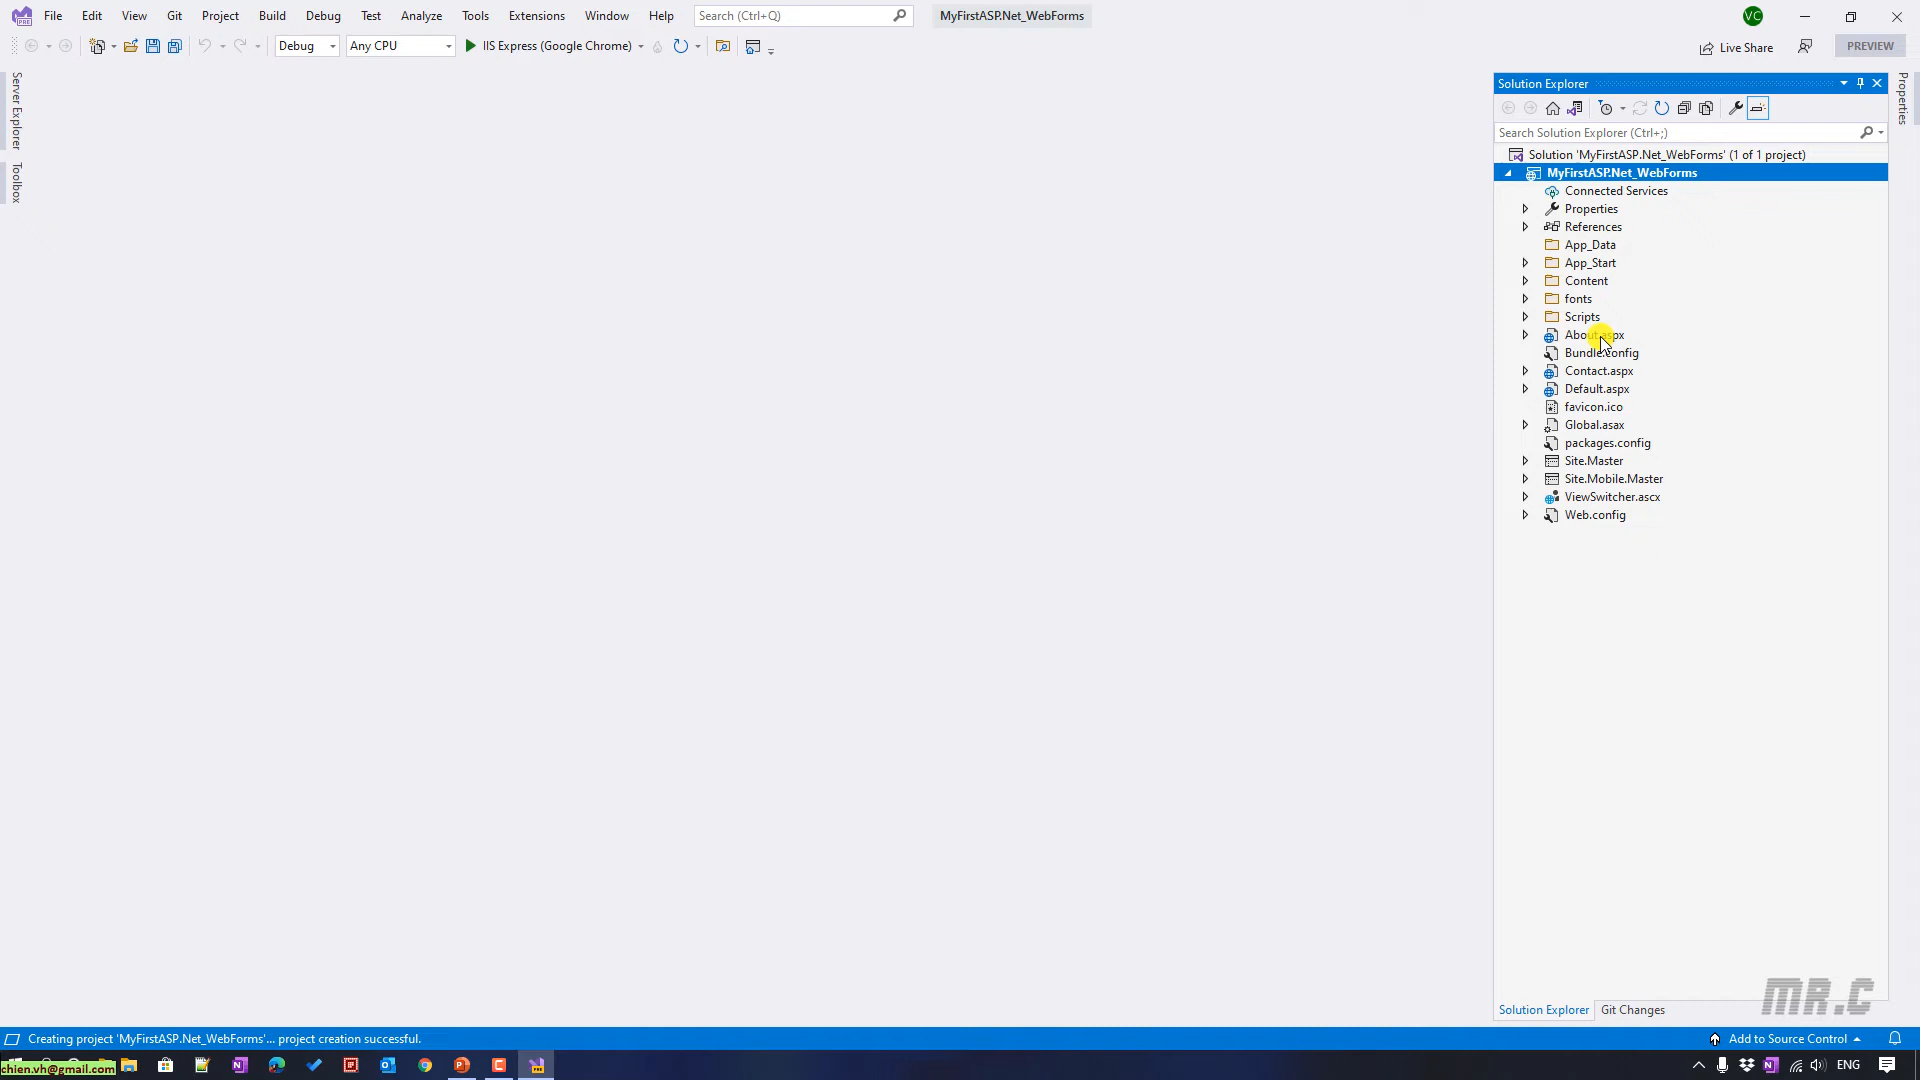 File Edit View Git Project Build Debug Test Analyze Tools Extensions Window Help Search (Ctrl+Q) MyFirstASP.Net_WebForms VC
Debug Any CPU IIS Express (Google Chrome) Live Share PREVIEW
Server Explorer
Toolbox
Solution Explorer
Properties
Search Solution Explorer (Ctrl+;)
Solution 'MyFirstASP.Net_WebForms' (1 of 1 project)
MyFirstASP.Net_WebForms
Connected Services
Properties
References
App_Data
App_Start
Content
fonts
Scripts
About.aspx
Bundle.config
Contact.aspx
Default.aspx
favicon.ico
Global.asax
packages.config
Site.Master
Site.Mobile.Master
ViewSwitcher.ascx
Web.config
MR.C
Solution Explorer Git Changes
Creating project 'MyFirstASP.Net_WebForms'... project creation successful. Add to Source Control
chien.vh@gmail.com ENG